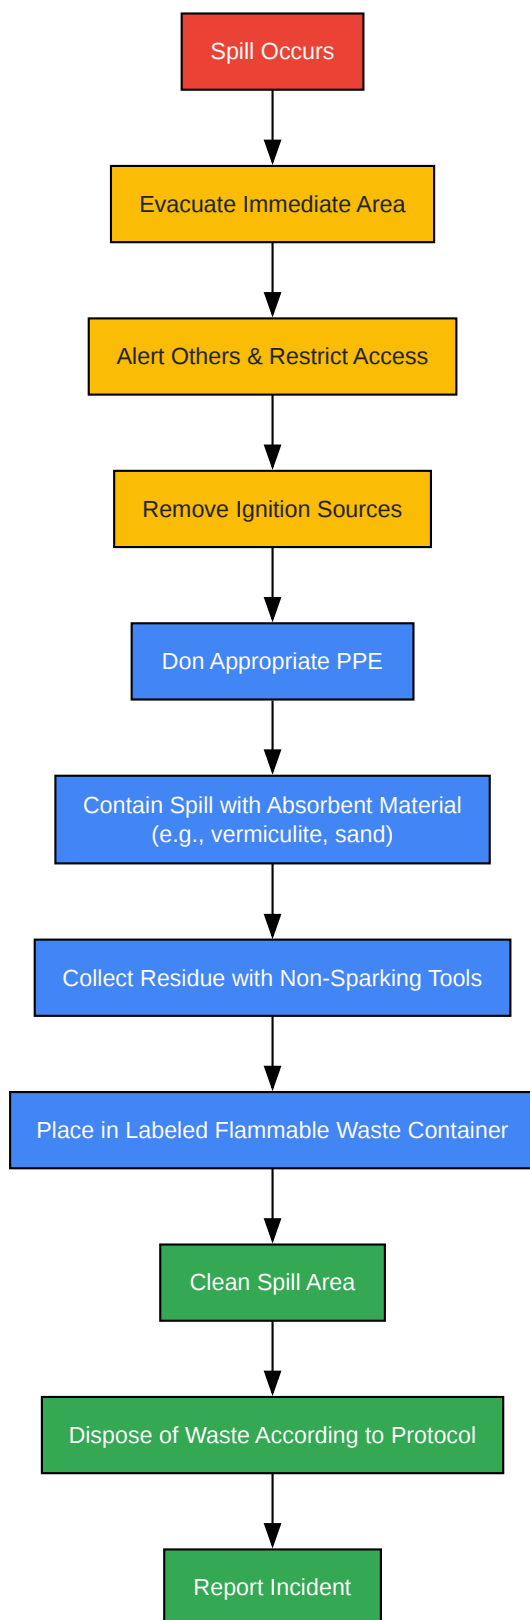 Spill Occurs
Evacuate Immediate Area
Alert Others & Restrict Access
Remove Ignition Sources
Don Appropriate PPE
Contain Spill with Absorbent Material
(e.g., vermiculite, sand)
Collect Residue with Non-Sparking Tools
Place in Labeled Flammable Waste Container
Clean Spill Area
Dispose of Waste According to Protocol
Report Incident